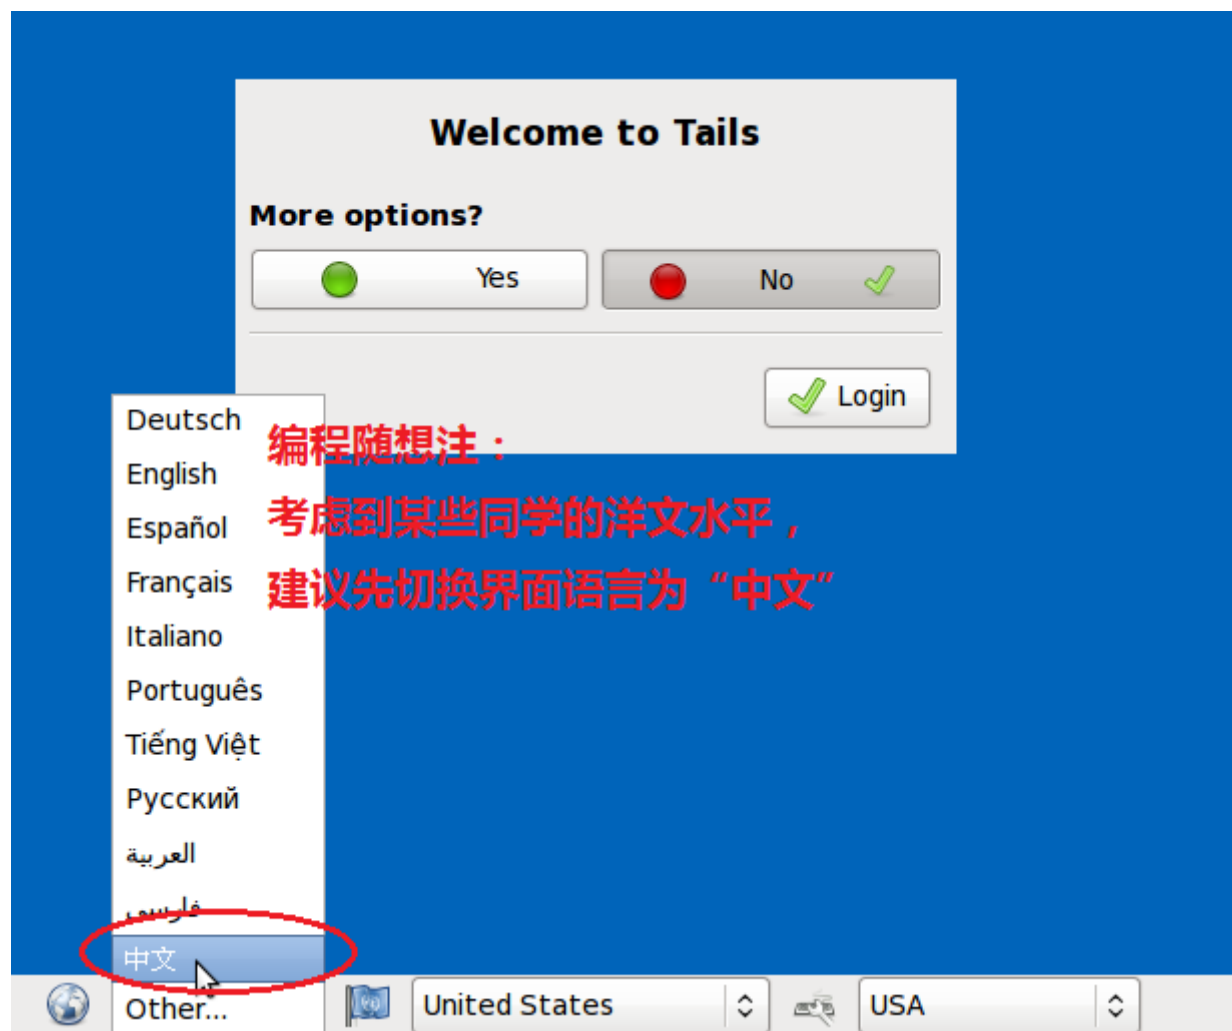 Welcome to Tails
More options?
Yes
No
Login
Deutsch
English
Español
Français
Italiano
Português
Tiếng Việt
Русский
العربية
فارسی
中文
Other...
编程随想注：
考虑到某些同学的洋文水平，
建议先切换界面语言为“中文”
United States
USA